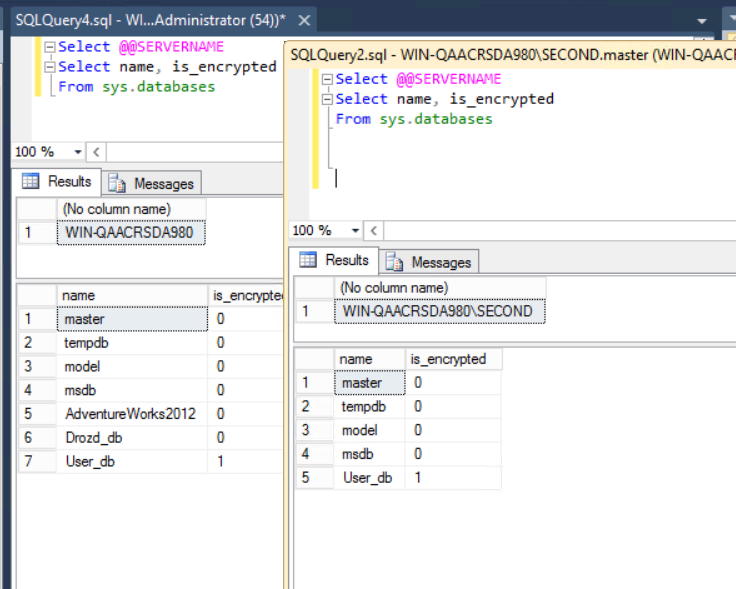 SQLQuery4.sql - WI...Administrator (54))*
Select @@SERVERNAME
Select name, is_encrypted
From sys.databases
100 %
Results Messages
(No column name)
1 WIN-QAACRSDA980
name is_encrypted
1 master 0
2 tempdb 0
3 model 0
4 msdb 0
5 AdventureWorks2012 0
6 Drozd_db 0
7 User_db 1
SQLQuery2.sql - WIN-QAACRSDA980\SECOND.master (WIN-QAACR
Select @@SERVERNAME
Select name, is_encrypted
From sys.databases
100 %
Results Messages
(No column name)
1 WIN-QAACRSDA980\SECOND
name is_encrypted
1 master 0
2 tempdb 0
3 model 0
4 msdb 0
5 User_db 1